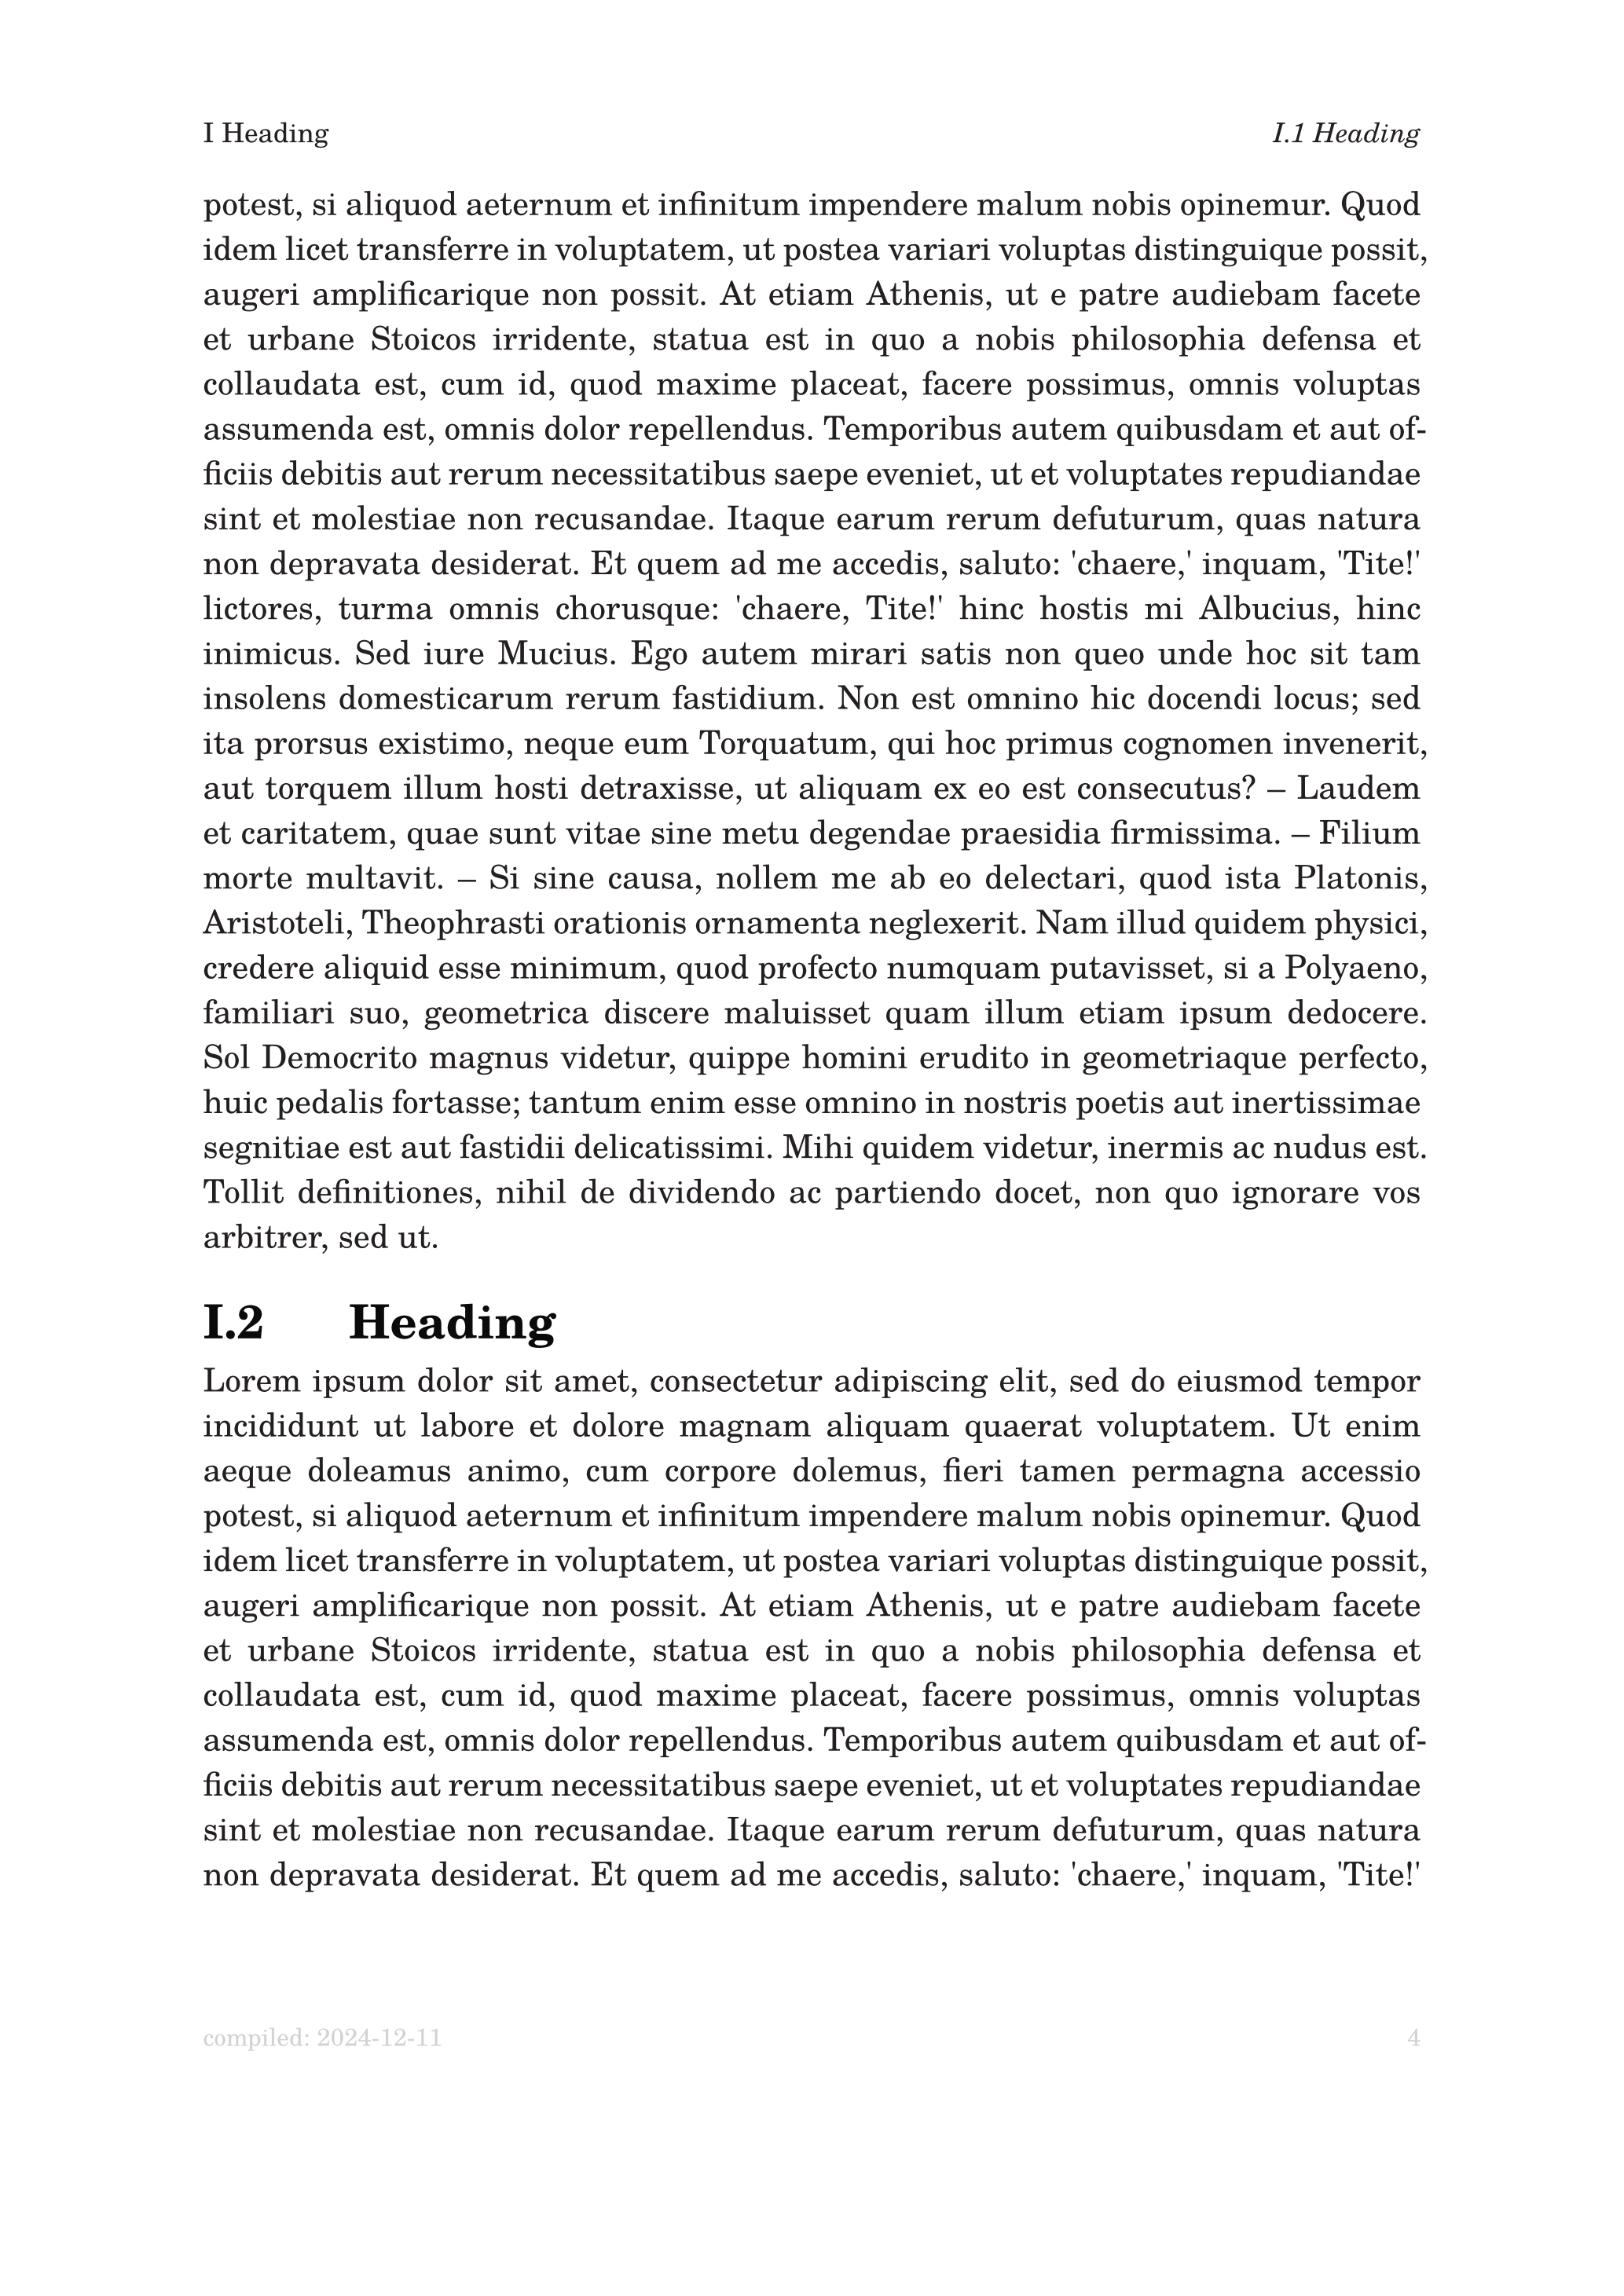 I Heading
I.1 Heading
potest, si aliquod aeternum et infinitum impendere malum nobis opinemur. Quod
idem licet transferre in voluptatem, ut postea variari voluptas distinguique possit,
augeri amplificarique non possit. At etiam Athenis, ut e patre audiebam facete
et urbane Stoicos irridente, statua est in quo a nobis philosophia defensa et
collaudata est, cum id, quod maxime placeat, facere possimus, omnis voluptas
assumenda est, omnis dolor repellendus. Temporibus autem quibusdam et aut of-
ficiis debitis aut rerum necessitatibus saepe eveniet, ut et voluptates repudiandae
sint et molestiae non recusandae. Itaque earum rerum defuturum, quas natura
non depravata desiderat. Et quem ad me accedis, saluto: 'chaere,' inquam, 'Tite!'
lictores, turma omnis chorusque: 'chaere, Tite!' hinc hostis mi Albucius, hinc
inimicus. Sed iure Mucius. Ego autem mirari satis non queo unde hoc sit tam
insolens domesticarum rerum fastidium. Non est omnino hic docendi locus; sed
ita prorsus existimo, neque eum Torquatum, qui hoc primus cognomen invenerit,
aut torquem illum hosti detraxisse, ut aliquam ex eo est consecutus? – Laudem
et caritatem, quae sunt vitae sine metu degendae praesidia firmissima. – Filium
morte multavit. – Si sine causa, nollem me ab eo delectari, quod ista Platonis,
Aristoteli, Theophrasti orationis ornamenta neglexerit. Nam illud quidem physici,
credere aliquid esse minimum, quod profecto numquam putavisset, si a Polyaeno,
familiari suo, geometrica discere maluisset quam illum etiam ipsum dedocere.
Sol Democrito magnus videtur, quippe homini erudito in geometriaque perfecto,
huic pedalis fortasse; tantum enim esse omnino in nostris poetis aut inertissimae
segnitiae est aut fastidii delicatissimi. Mihi quidem videtur, inermis ac nudus est.
Tollit definitiones, nihil de dividendo ac partiendo docet, non quo ignorare vos
arbitrer, sed ut.
I.2 Heading
Lorem ipsum dolor sit amet, consectetur adipiscing elit, sed do eiusmod tempor
incididunt ut labore et dolore magnam aliquam quaerat voluptatem. Ut enim
aeque doleamus animo, cum corpore dolemus, fieri tamen permagna accessio
potest, si aliquod aeternum et infinitum impendere malum nobis opinemur. Quod
idem licet transferre in voluptatem, ut postea variari voluptas distinguique possit,
augeri amplificarique non possit. At etiam Athenis, ut e patre audiebam facete
et urbane Stoicos irridente, statua est in quo a nobis philosophia defensa et
collaudata est, cum id, quod maxime placeat, facere possimus, omnis voluptas
assumenda est, omnis dolor repellendus. Temporibus autem quibusdam et aut of-
ficiis debitis aut rerum necessitatibus saepe eveniet, ut et voluptates repudiandae
sint et molestiae non recusandae. Itaque earum rerum defuturum, quas natura
non depravata desiderat. Et quem ad me accedis, saluto: 'chaere,' inquam, 'Tite!'
compiled: 2024-12-11
4